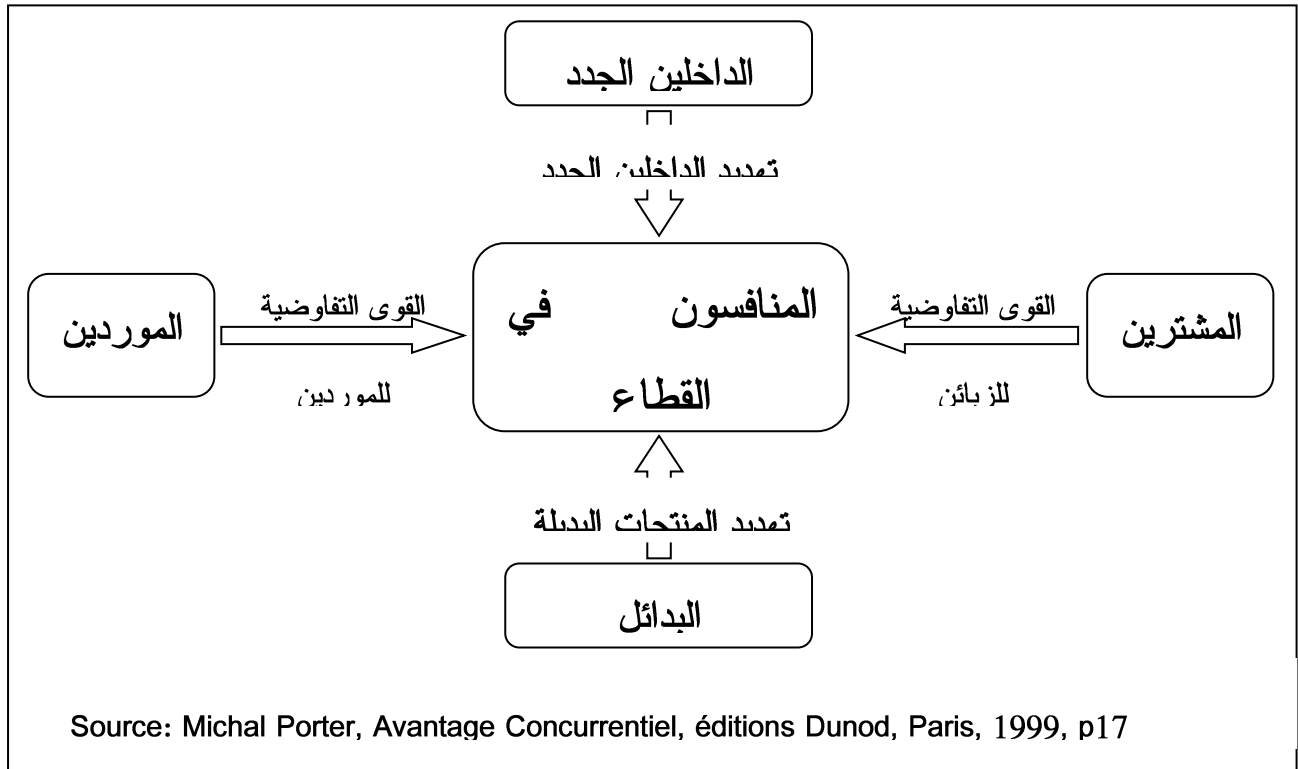 الداخلين الجدد
تهديد الداخلين الجدد
المنافسون في
القطاع
القوى التفاوضية
للموردين
الموردين
القوى التفاوضية
للزبائن
المشترين
تهديد المنتجات البديلة
البدائل
Source: Michal Porter, Avantage Concurrentiel, éditions Dunod, Paris, 1999, p17